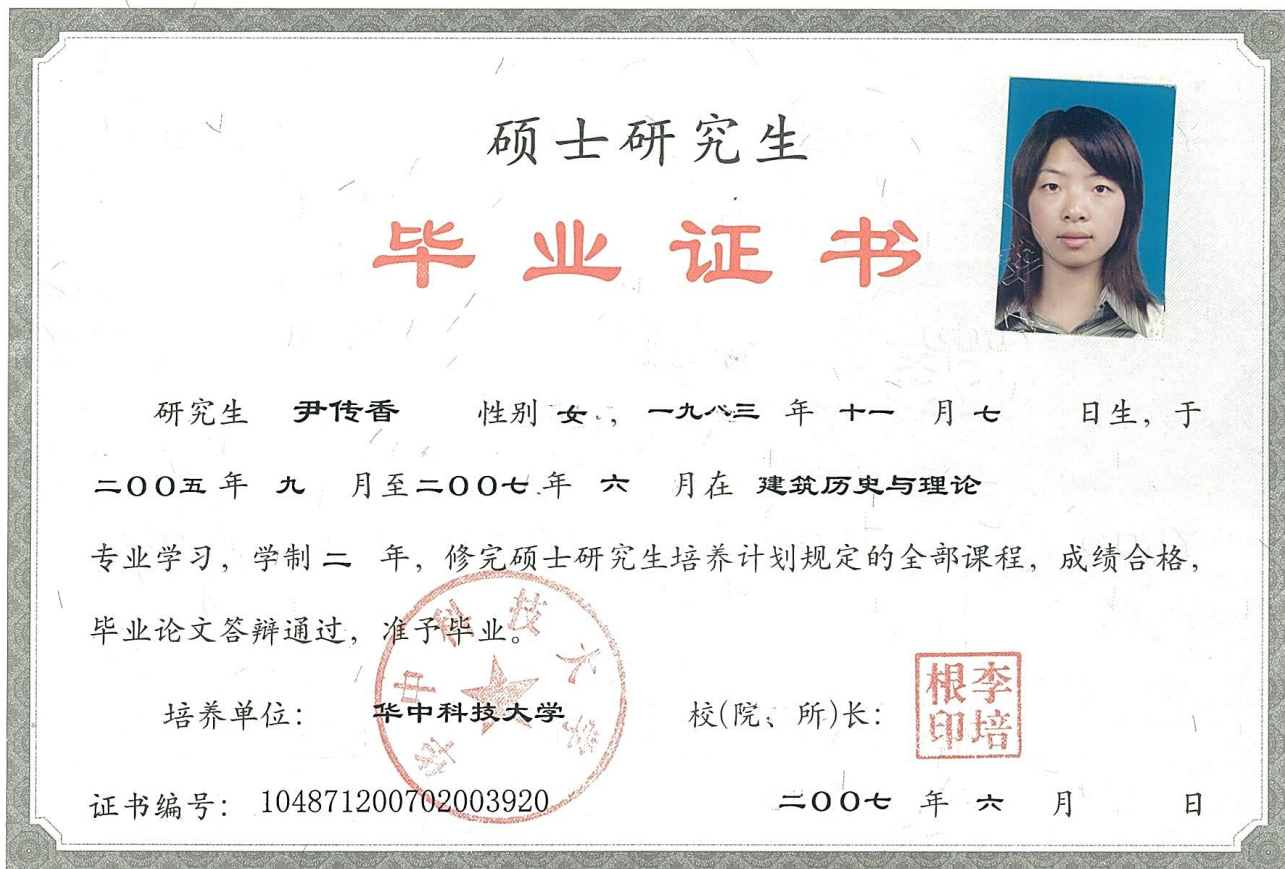 硕士研究生
毕业证书
研究生 尹传香 性别 女, 一九八三 年 十一 月 七 日生, 于
二〇〇五 年 九 月至 二〇〇七 年 六 月在 建筑历史与理论
专业学习, 学制 二 年, 修完硕士研究生培养计划规定的全部课程, 成绩合格,
毕业论文答辩通过, 准予毕业。
华中科技大学
培养单位: 华中科技大学 校(院、所)长: 李培根印
证书编号: 104871200702003920 二〇〇七 年 六 月 日